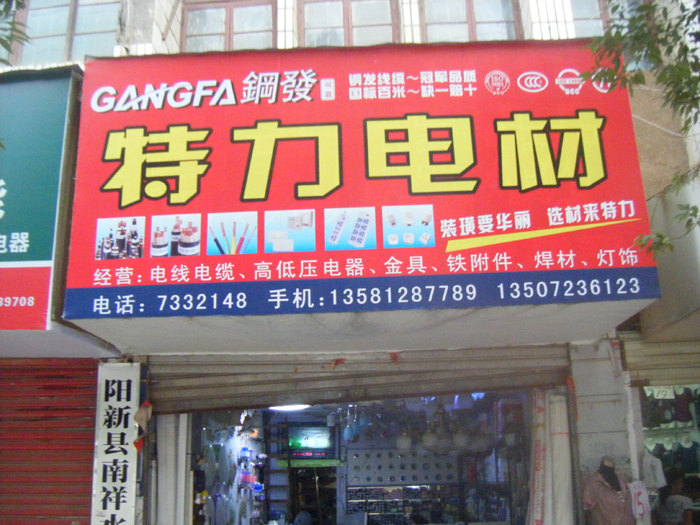 GANGFA 鋼發 钢发线缆～冠军品质
国标百米～缺一赔十
特力电材
装璜要华丽 选材来特力
经营:电线电缆、高低压电器、金具、铁附件、焊材、灯饰
电话: 7332148 手机:13581287789 13507236123
电器
39708
阳新县南祥水